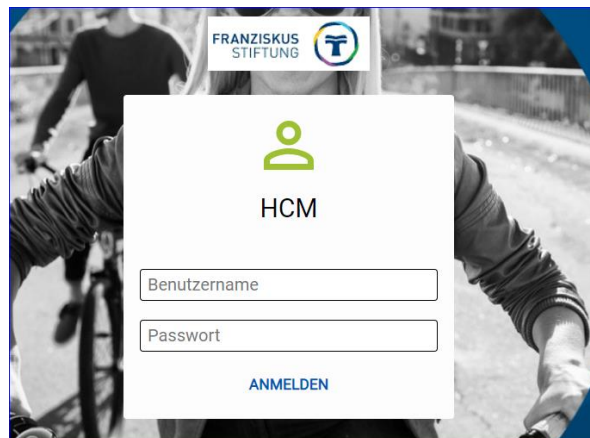 FRANZISKUS
STIFTUNG
HCM
Benutzername
Passwort
ANMELDEN